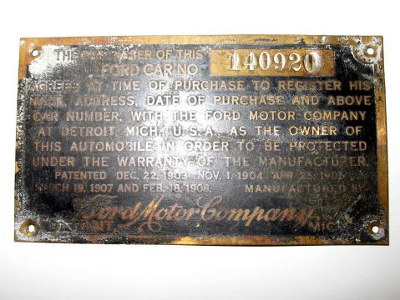 THE PURCHASER OF THIS
FORD CAR NO. 140920
AGREES AT TIME OF PURCHASE TO REGISTER HIS
NAME, ADDRESS, DATE OF PURCHASE AND ABOVE
CAR NUMBER, WITH THE FORD MOTOR COMPANY
AT DETROIT, MICH., U.S.A., AS THE OWNER OF
THIS AUTOMOBILE IN ORDER TO BE PROTECTED
UNDER THE WARRANTY OF THE MANUFACTURER.
PATENTED DEC. 22, 1903 NOV. 1, 1904 APR. 25, 1905
MARCH 19, 1907 AND FEB. 18, 1908. MANUFACTURED BY
Ford Motor Company
DETROIT MICH